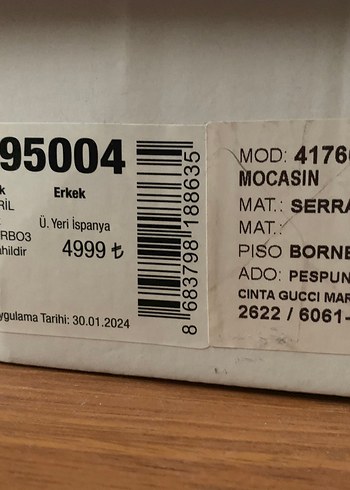 95004
k
Erkek
RİL
Ü. Yeri İspanya
RBO3
4999 ₺
ahildir
ygulama Tarihi: 30.01.2024
8 683798 188635
MOD: 4176
MOCASIN
MAT.: SERRA
MAT.:
PISO BORNE
ADO: PESPUN
CINTA GUCCI MAR
2622 / 6061-